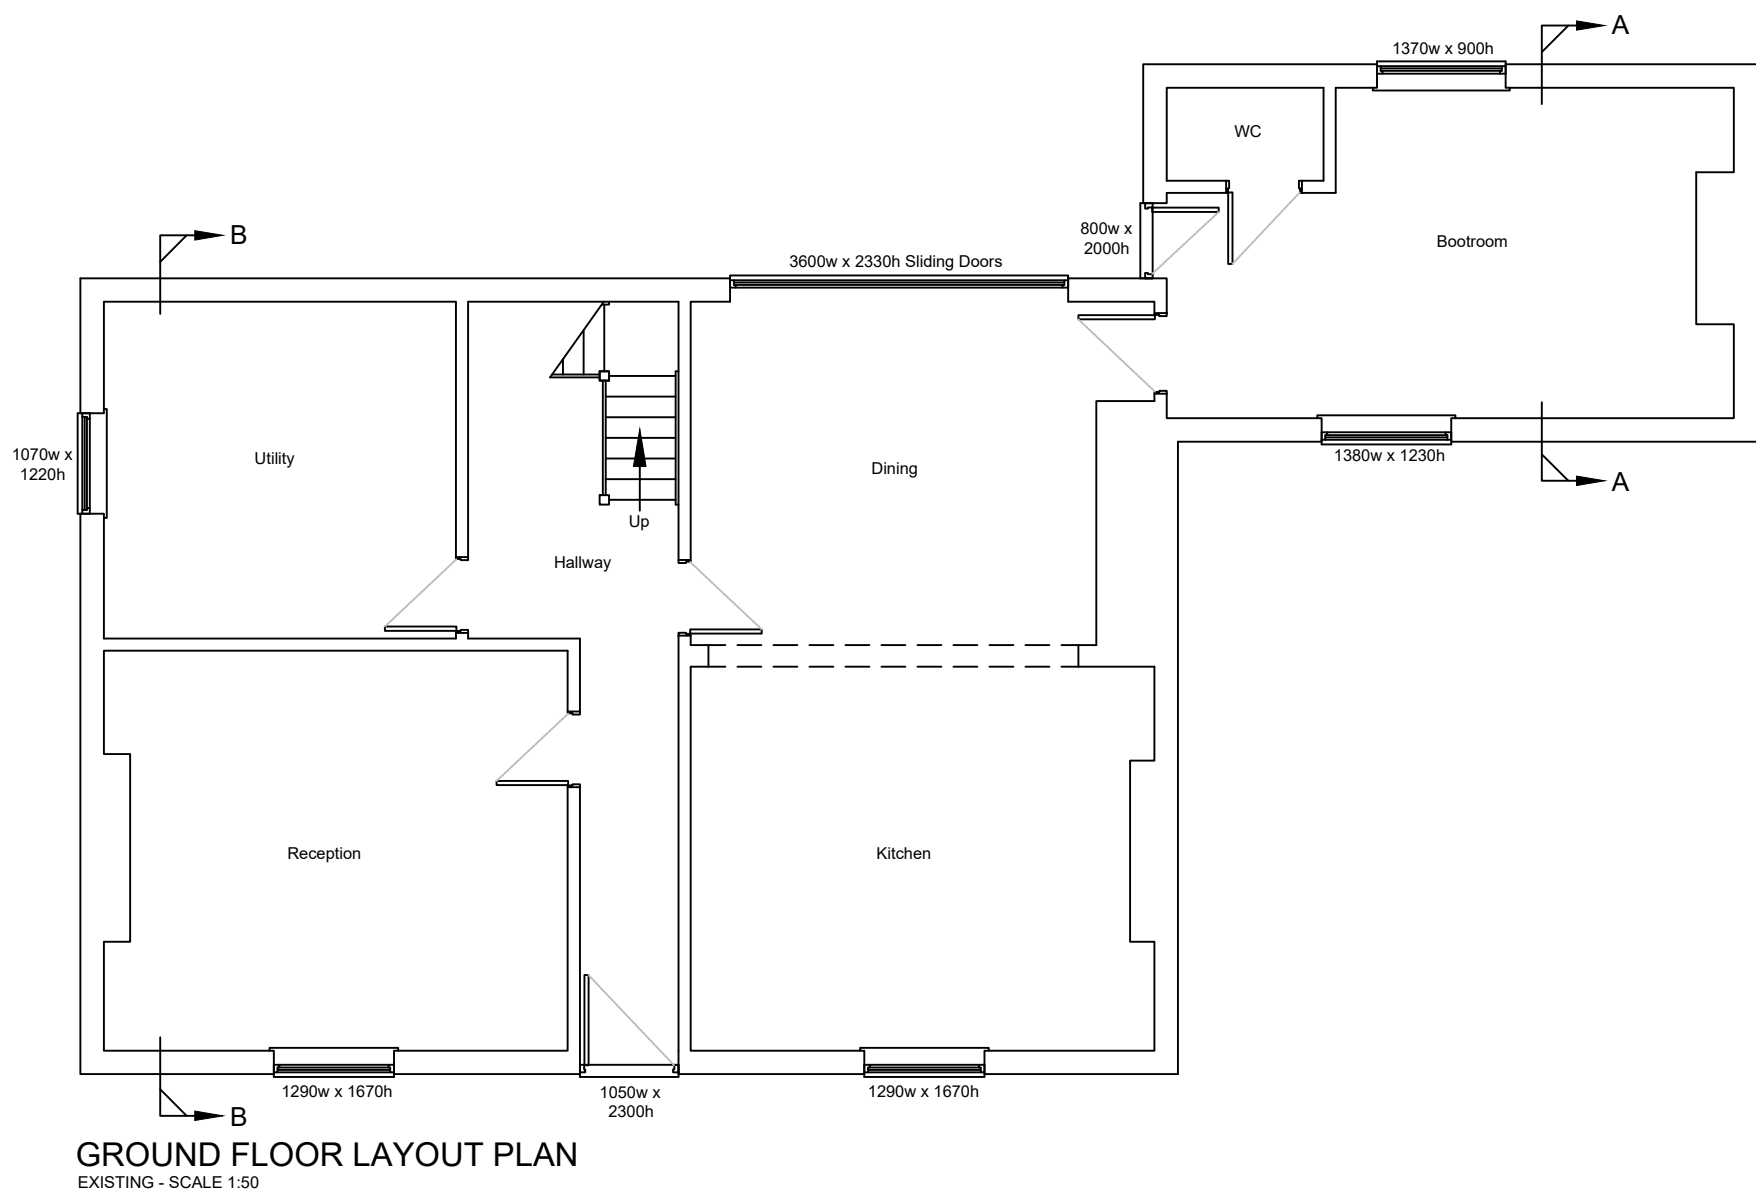 A
1370w x 900h
WC
800w x
2000h
Bootroom
B
3600w x 2330h Sliding Doors
1070w x
1220h
Utility
Dining
1380w x 1230h
A
Up
Hallway
Reception
Kitchen
1290w x 1670h
1050w x
2300h
1290w x 1670h
B
GROUND FLOOR LAYOUT PLAN
EXISTING - SCALE 1:50